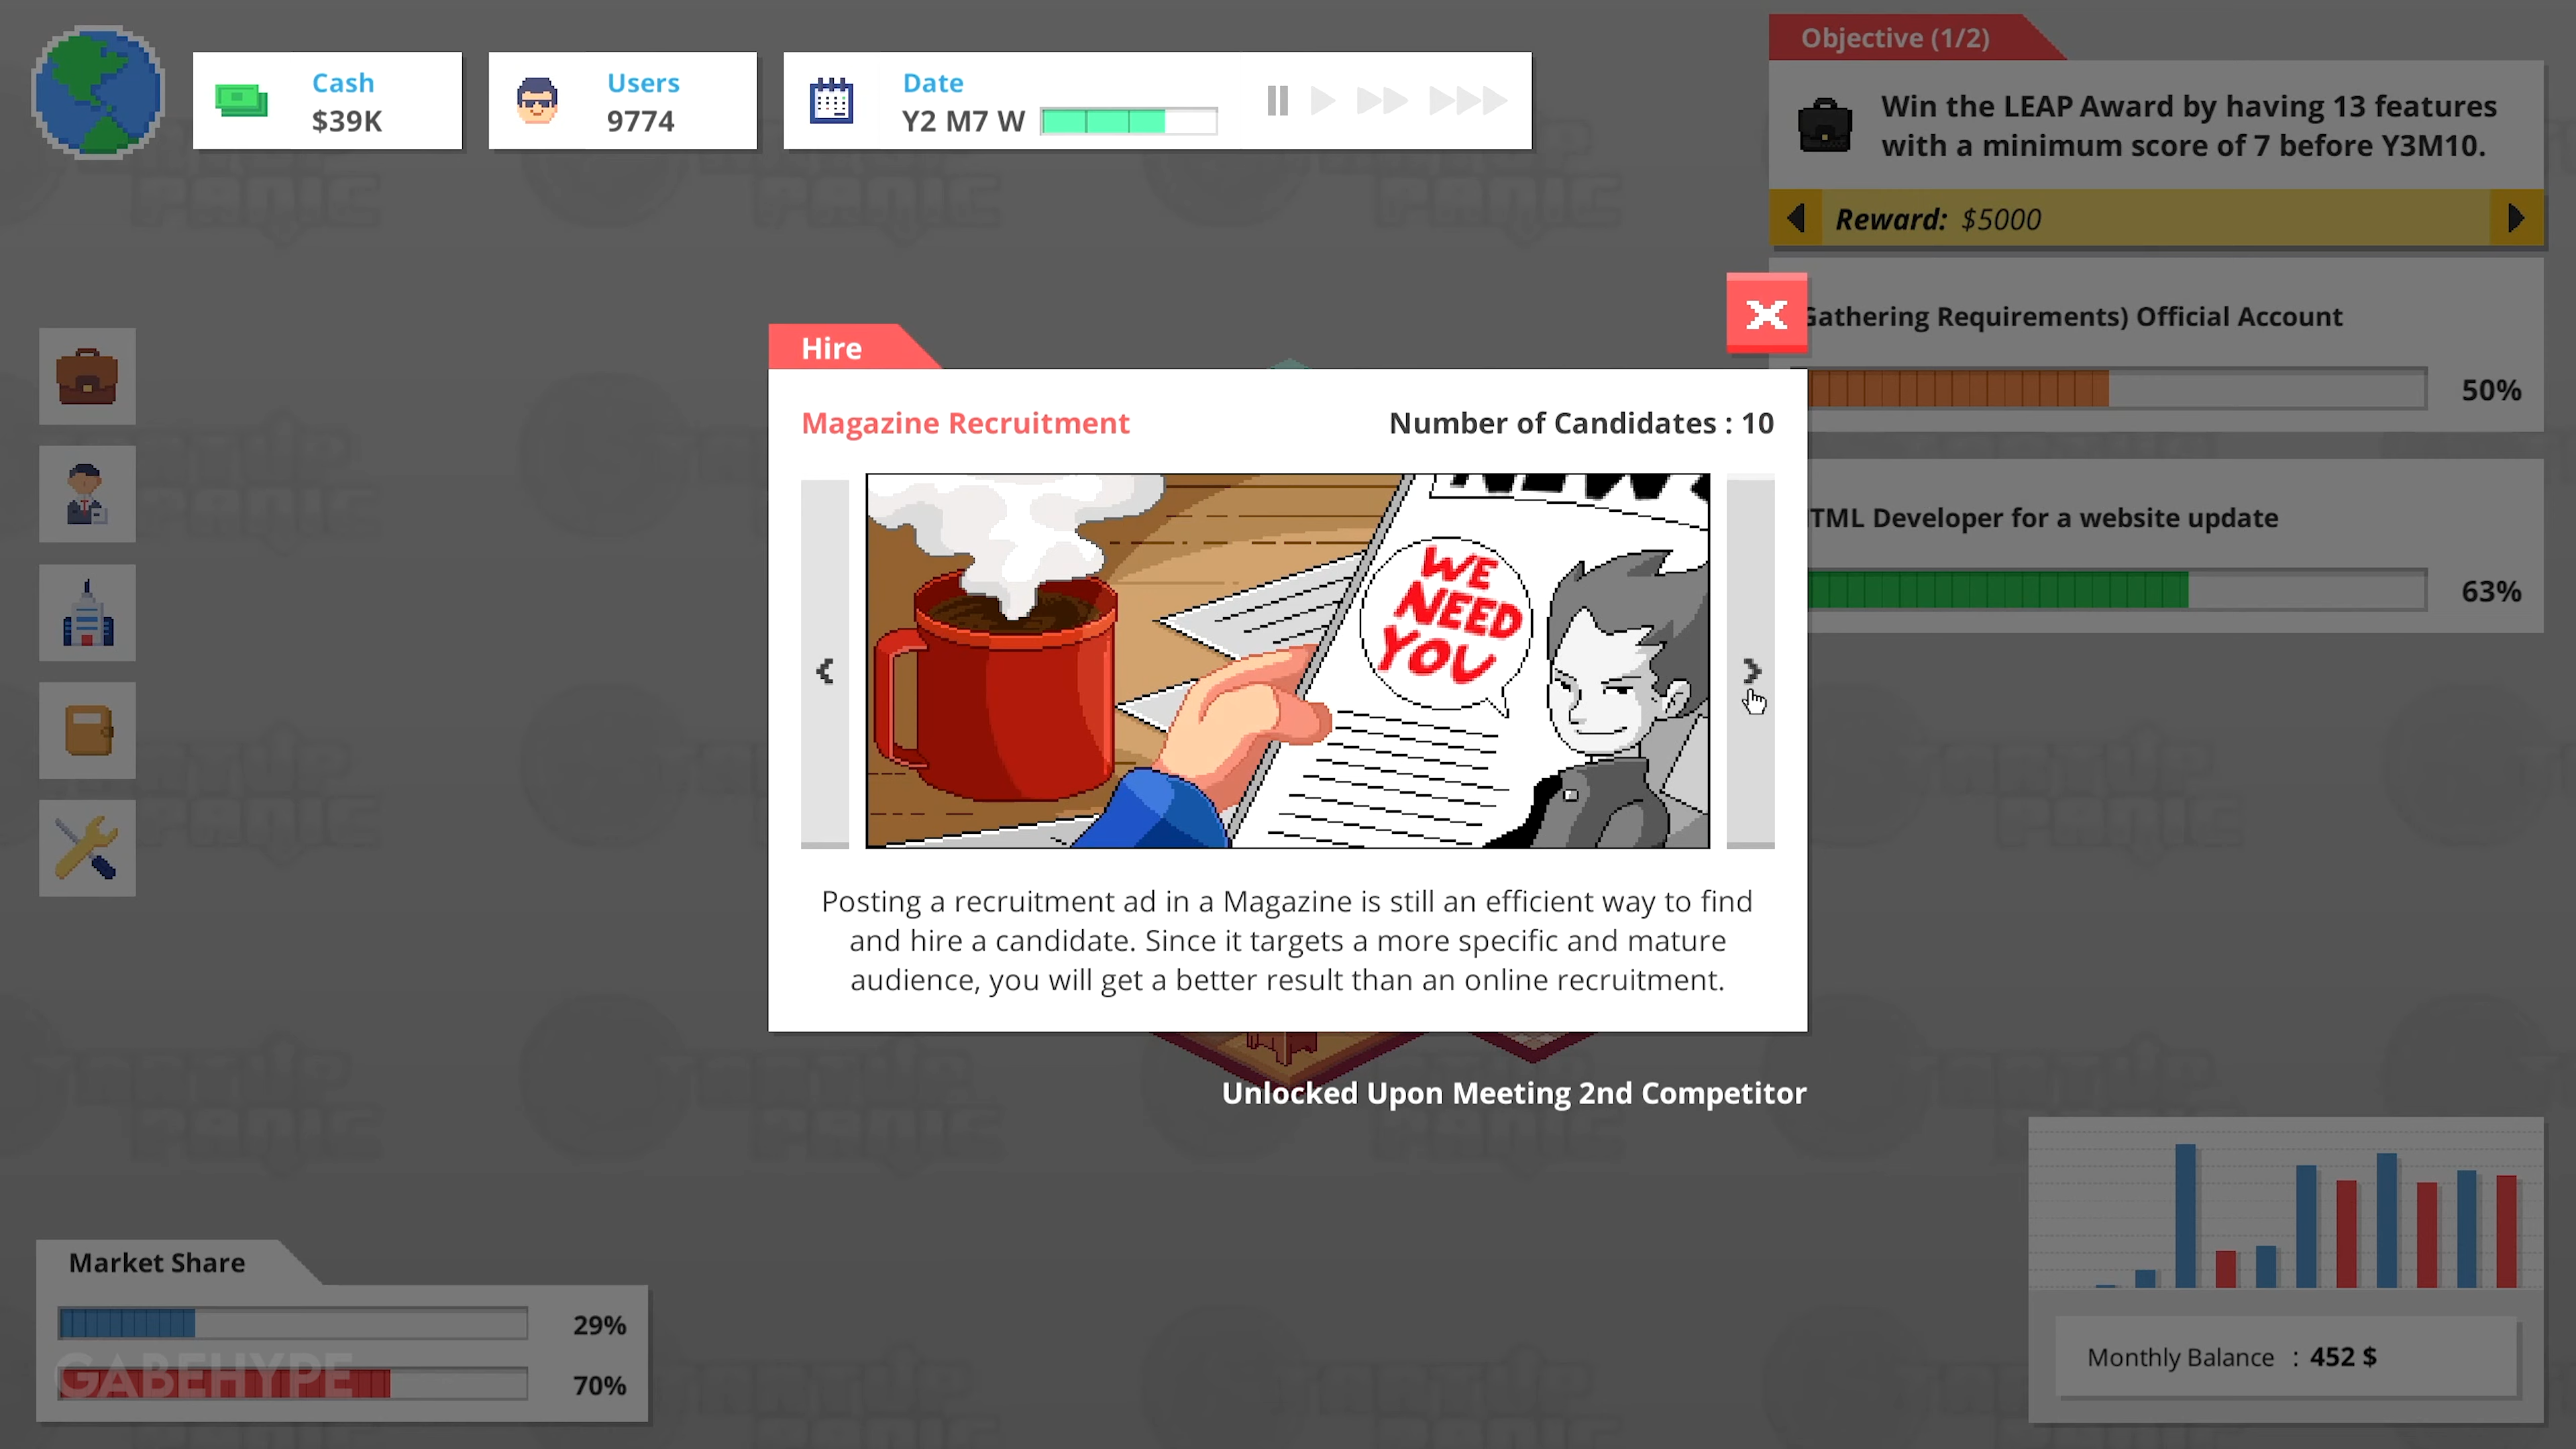 Cash
$39K
Users
9774
Date
Y2 M7 W
Objective (1/2)
Win the LEAP Award by having 13 features
with a minimum score of 7 before Y3M10.
Reward: $5000
Gathering Requirements) Official Account
50%
TML Developer for a website update
63%
Hire
Magazine Recruitment
Number of Candidates : 10
WE
NEED
YOU
Posting a recruitment ad in a Magazine is still an efficient way to find
and hire a candidate. Since it targets a more specific and mature
audience, you will get a better result than an online recruitment.
Unlocked Upon Meeting 2nd Competitor
Market Share
29%
GABEHYPE
70%
Monthly Balance : 452 $